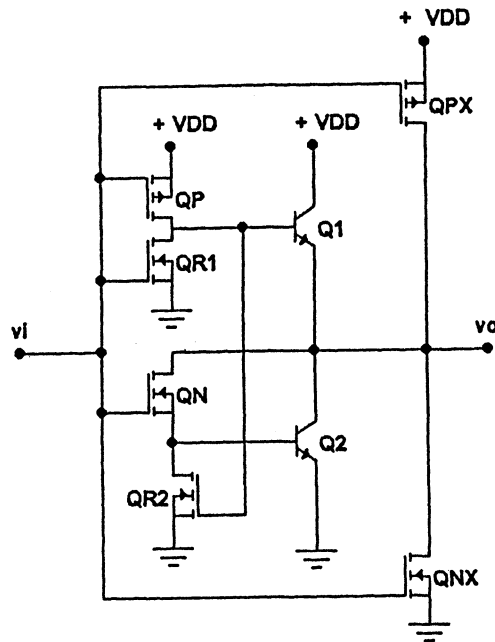 + VDD
QPX
+ VDD
+ VDD
QP
Q1
QR1
vi
vo
QN
Q2
QR2
QNX